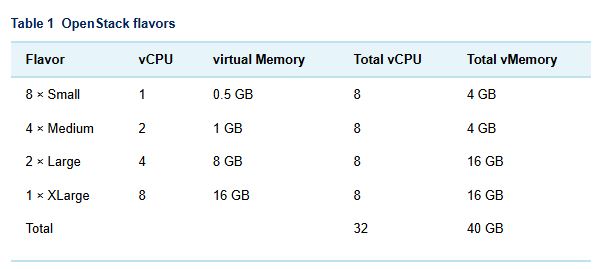 Table 1 OpenStack flavors
Flavor vCPU virtual Memory Total vCPU Total vMemory
8 × Small 1 0.5 GB 8 4 GB
4 × Medium 2 1 GB 8 4 GB
2 × Large 4 8 GB 8 16 GB
1 × XLarge 8 16 GB 8 16 GB
Total 32 40 GB